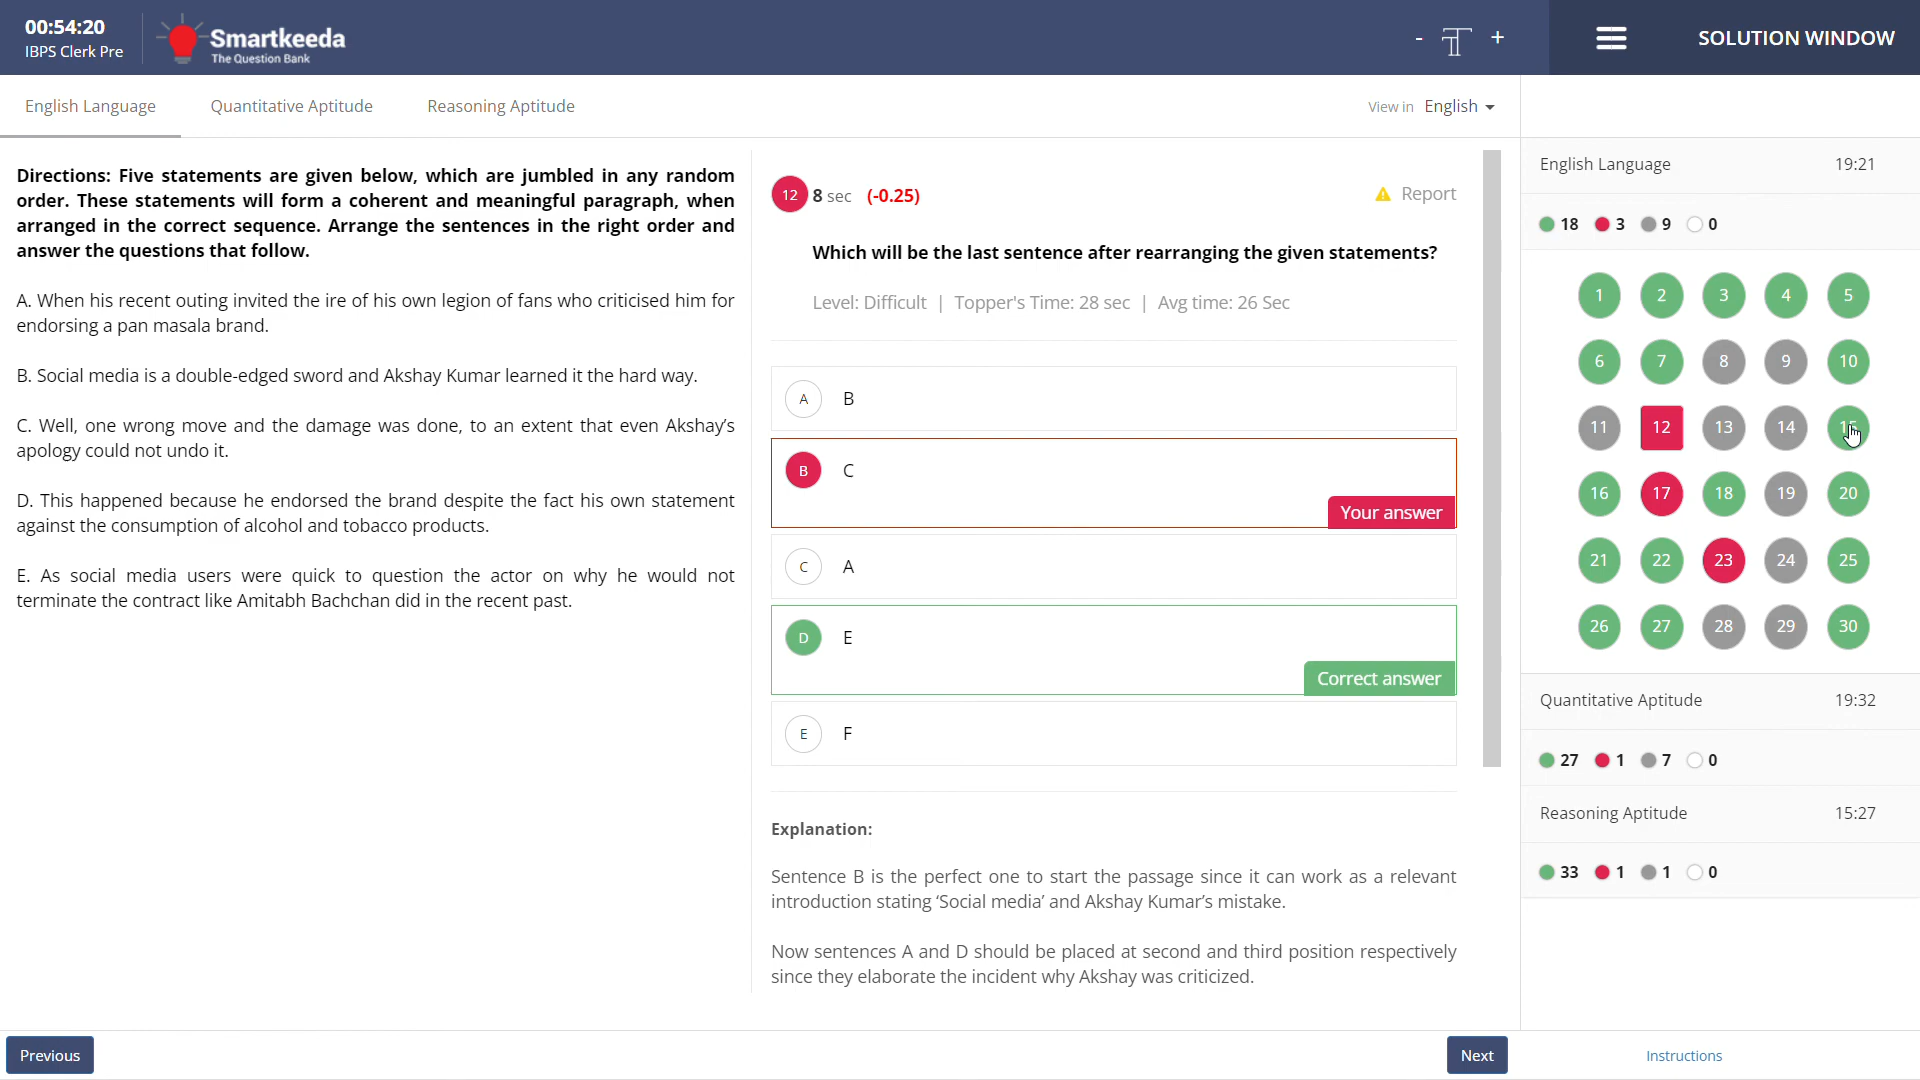 00:54:20
IBPS Clerk Pre
Smartkeeda
The Question Bank
- T +
SOLUTION WINDOW
English Language
Quantitative Aptitude
Reasoning Aptitude
View in English
Directions: Five statements are given below, which are jumbled in any random
order. These statements will form a coherent and meaningful paragraph, when
arranged in the correct sequence. Arrange the sentences in the right order and
answer the questions that follow.
A. When his recent outing invited the ire of his own legion of fans who criticised him for
endorsing a pan masala brand.
B. Social media is a double-edged sword and Akshay Kumar learned it the hard way.
C. Well, one wrong move and the damage was done, to an extent that even Akshay’s
apology could not undo it.
D. This happened because he endorsed the brand despite the fact his own statement
against the consumption of alcohol and tobacco products.
E. As social media users were quick to question the actor on why he would not
terminate the contract like Amitabh Bachchan did in the recent past.
12 8 sec (-0.25)
Report
Which will be the last sentence after rearranging the given statements?
Level: Difficult | Topper's Time: 28 sec | Avg time: 26 Sec
A B
B C
Your answer
C A
D E
Correct answer
E F
Explanation:
Sentence B is the perfect one to start the passage since it can work as a relevant
introduction stating ‘Social media’ and Akshay Kumar’s mistake.
Now sentences A and D should be placed at second and third position respectively
since they elaborate the incident why Akshay was criticized.
English Language 19:21
18 3 9 0
1 2 3 4 5
6 7 8 9 10
11 12 13 14 15
16 17 18 19 20
21 22 23 24 25
26 27 28 29 30
Quantitative Aptitude 19:32
27 1 7 0
Reasoning Aptitude 15:27
33 1 1 0
Previous
Next
Instructions